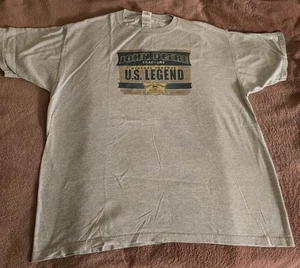 JOHN DEERE
TRACTORS
U.S. LEGEND